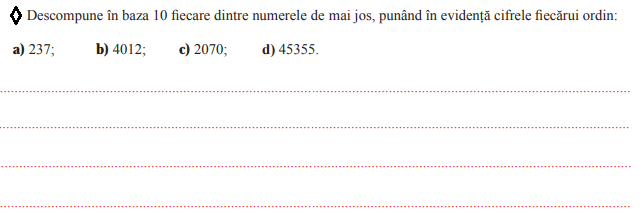 Descompune în baza 10 fiecare dintre numerele de mai jos, punând în evidență cifrele fiecărui ordin:
a) 237; b) 4012; c) 2070; d) 45355.